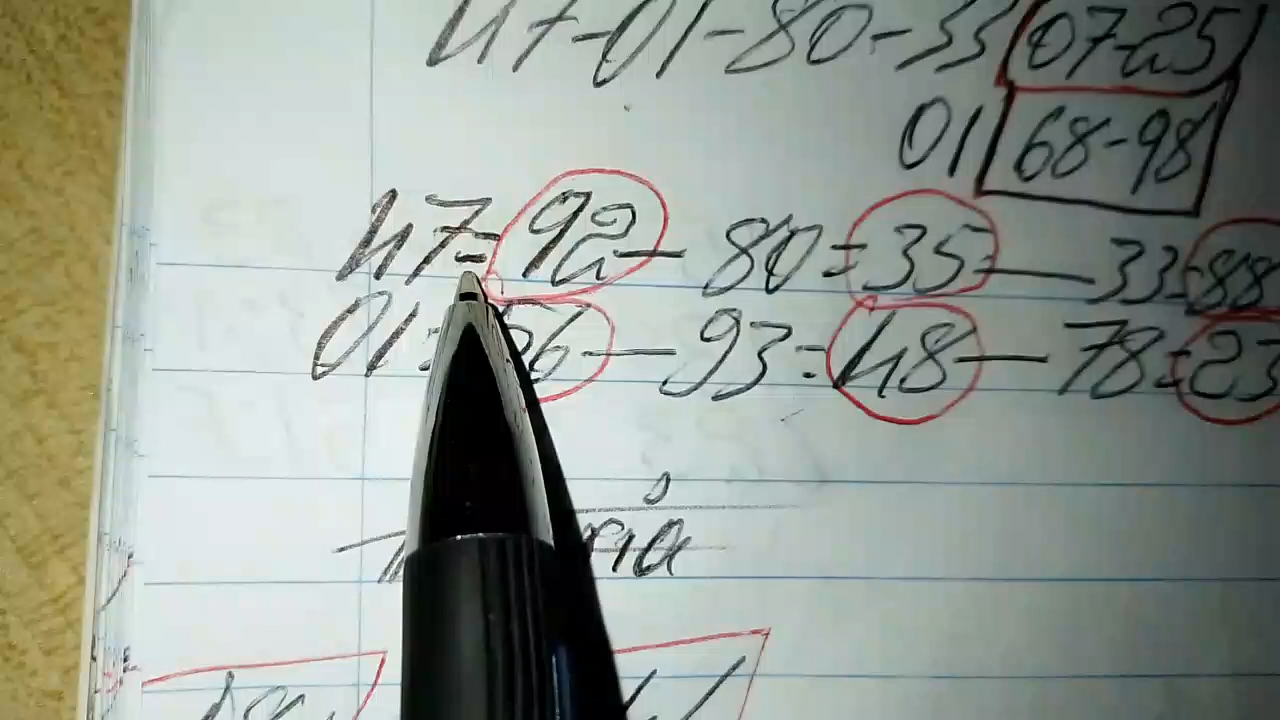 47-01-80-33 07-25
01 68-98
47=92— 80=35— 33=88
01= —93=48—78=23